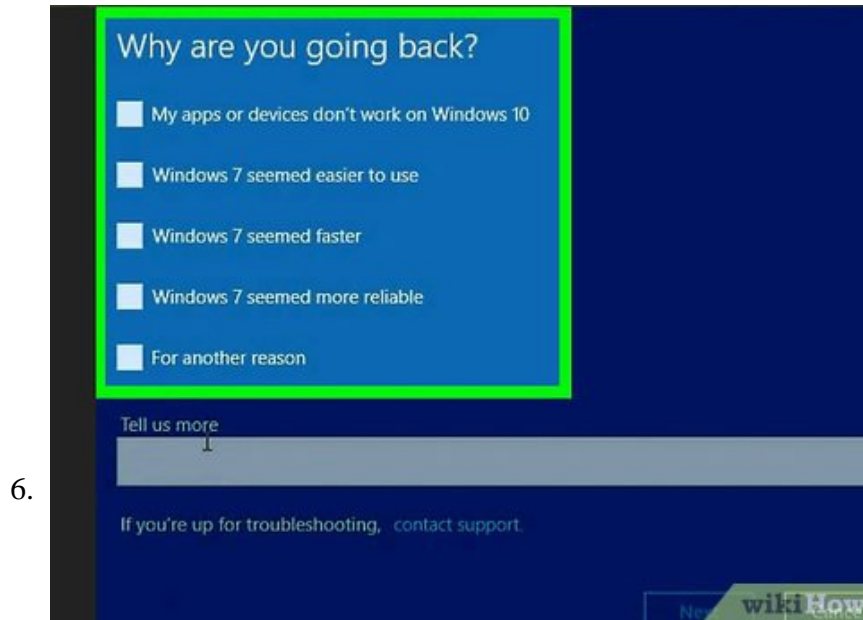 Why are you going back?
My apps or devices don't work on Windows 10
Windows 7 seemed easier to use
Windows 7 seemed faster
Windows 7 seemed more reliable
For another reason
Tell us more
6.
If you're up for troubleshooting, contact support.
wikiHow